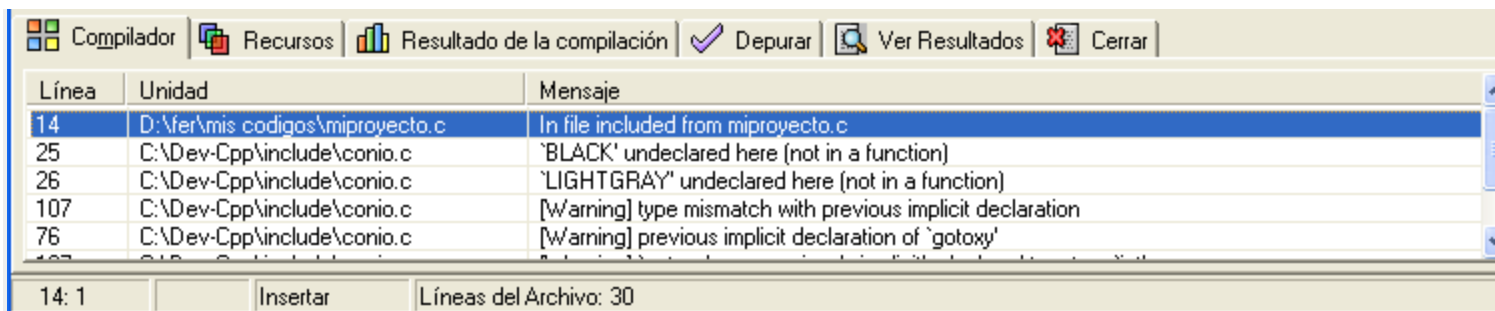 Compilador Recursos Resultado de la compilación Depurar Ver Resultados Cerrar
Línea Unidad Mensaje
14 D:\fer\mis codigos\miproyecto.c In file included from miproyecto.c
25 C:\Dev-Cpp\include\conio.c `BLACK' undeclared here (not in a function)
26 C:\Dev-Cpp\include\conio.c `LIGHTGRAY' undeclared here (not in a function)
107 C:\Dev-Cpp\include\conio.c [Warning] type mismatch with previous implicit declaration
76 C:\Dev-Cpp\include\conio.c [Warning] previous implicit declaration of `gotoxy'
14: 1 Insertar Líneas del Archivo: 30